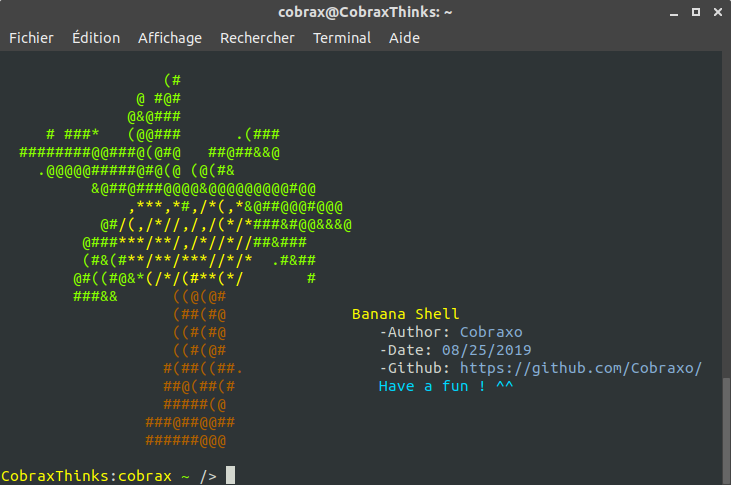 cobrax@CobraxThinks: ~
Fichier Édition Affichage Rechercher Terminal Aide
(#
@ #@#
@&@###
# ###* (@@### .(###
########@@###@(@#@ ##@##&&@
.@@@@@#####@#@(@ (@(#&
&@##@###@@@@&@@@@@@@@@#@@
,***,*#,/*(,*&@##@@@#@@@
@#/(,/*//,/,/(*/*###&#@@&&&@
@###***/**/,/*//*//##&###
(#&(#**/**/***//*/* .#&##
@#((#@&*(/*/(#**(*/ #
###&& ((@(@#
(##(#@ Banana Shell
((#(#@ -Author: Cobraxo
((#(@# -Date: 08/25/2019
#(##((##. -Github: https://github.com/Cobraxo/
##@(##(# Have a fun ! ^^
#####(@
###@##@@##
######@@@
CobraxThinks:cobrax ~ />